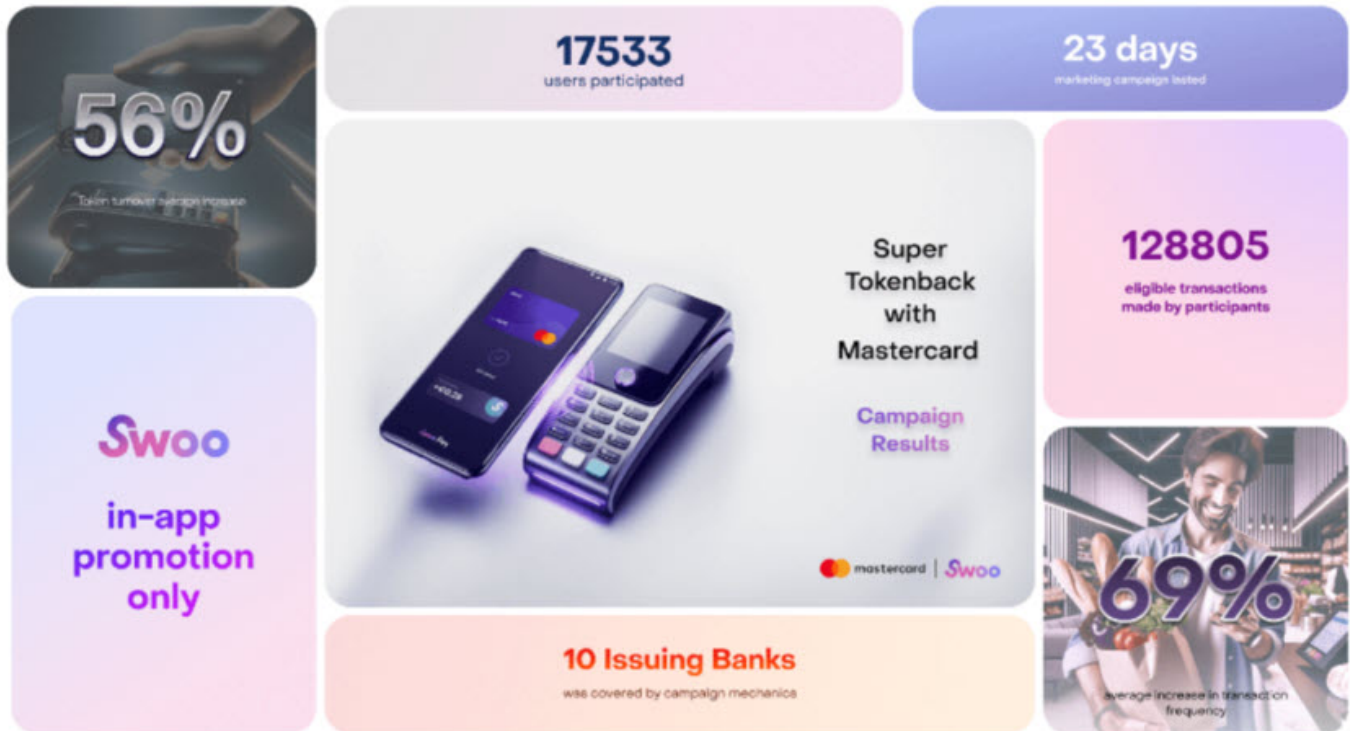 56%
Token turnover average increase
17533
users participated
23 days
marketing campaign lasted
Super
Tokenback
with
Mastercard
Campaign
Results
mastercard | Swoo
128805
eligible transactions
made by participants
Swoo
in-app
promotion
only
10 Issuing Banks
was covered by campaign mechanics
69%
average increase in transaction
frequency